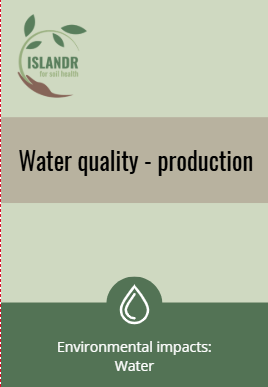 ISLANDR
for soil health
Water quality - production
Environmental impacts:
Water